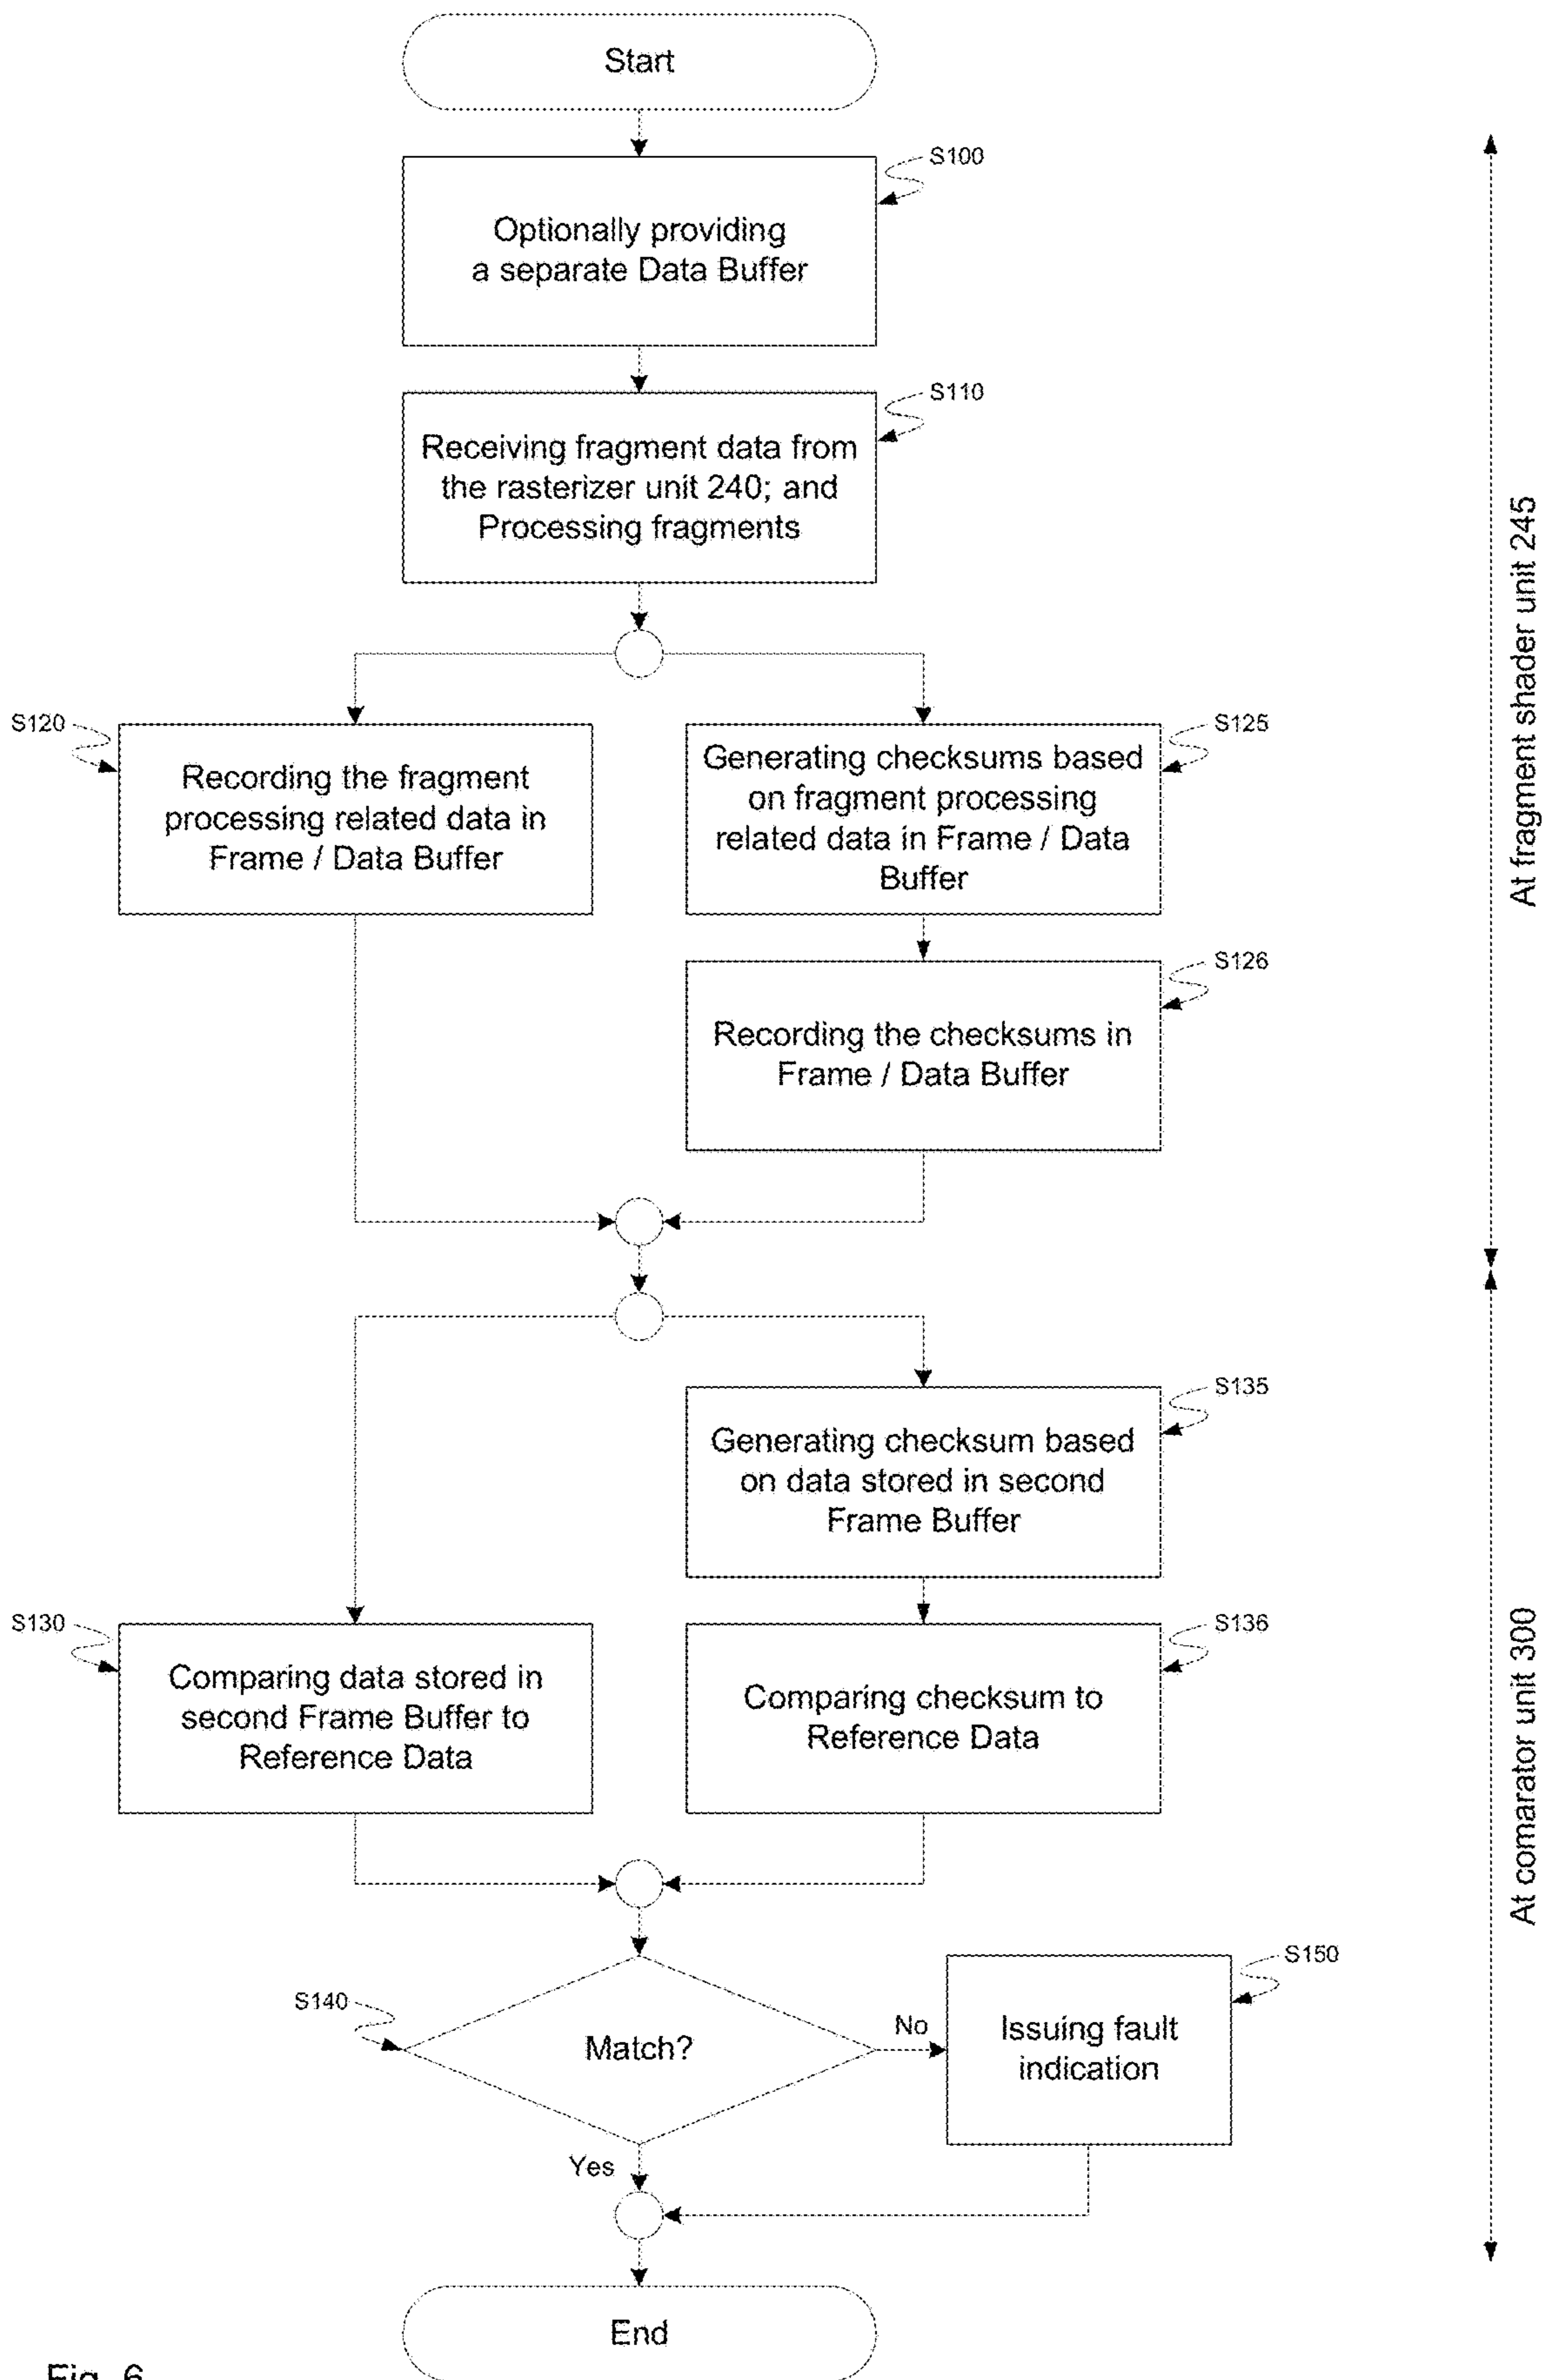 Start
S100
Optionally providing
a separate Data Buffer
S110
Receiving fragment data from
the rasterizer unit 240; and
Processing fragments
At fragment shader unit 245
S120
Recording the fragment
processing related data in
Frame / Data Buffer
S125
Generating checksums based
on fragment processing
related data in Frame / Data
Buffer
S126
Recording the checksums in
Frame / Data Buffer
S135
Generating checksum based
on data stored in second
Frame Buffer
S130
Comparing data stored in
second Frame Buffer to
Reference Data
S136
Comparing checksum to
Reference Data
At comarator unit 300
S140
Match?
No
S150
Issuing fault
indication
Yes
End
Fig. 6